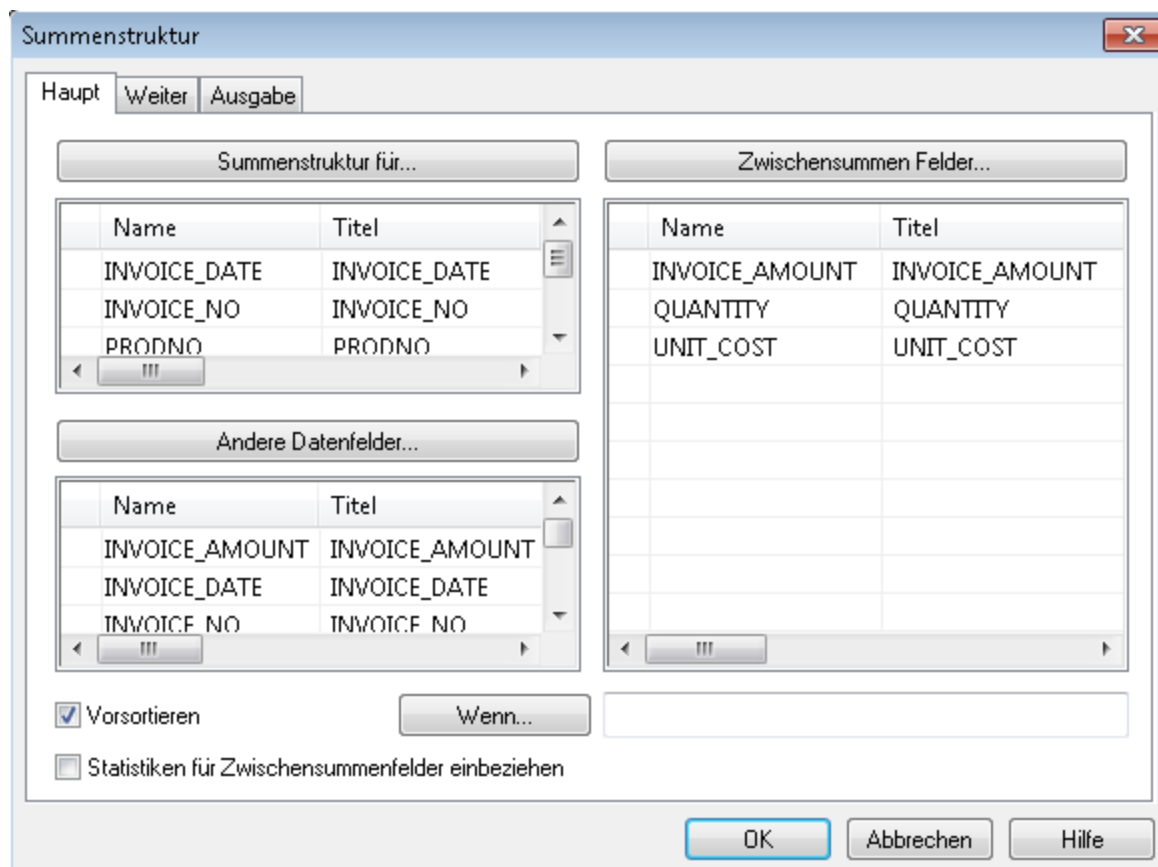 Summenstruktur
Haupt Weiter Ausgabe
Summenstruktur für...
Name Titel
INVOICE_DATE INVOICE_DATE
INVOICE_NO INVOICE_NO
PRODNO PRODNO
Andere Datenfelder...
Name Titel
INVOICE_AMOUNT INVOICE_AMOUNT
INVOICE_DATE INVOICE_DATE
INVOICE_NO INVOICE_NO
Zwischensummen Felder...
Name Titel
INVOICE_AMOUNT INVOICE_AMOUNT
QUANTITY QUANTITY
UNIT_COST UNIT_COST
Vorsortieren
Wenn...
Statistiken für Zwischensummenfelder einbeziehen
OK Abbrechen Hilfe